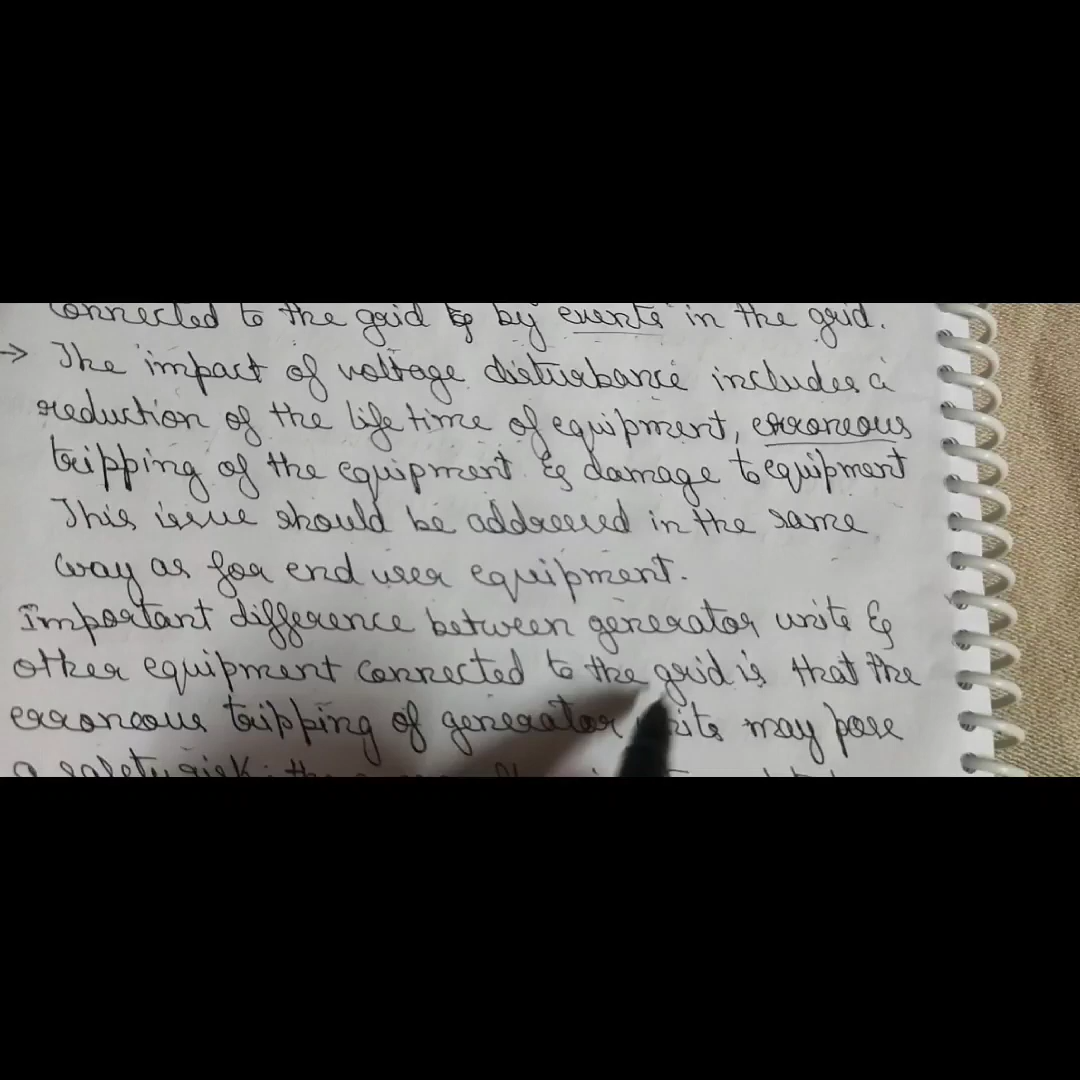 connected to the grid & by events in the grid.
→ The impact of voltage disturbance includes a
reduction of the life time of equipment, erroneous
tripping of the equipment & damage to equipment
This issue should be addressed in the same
way as for end user equipment.
Important difference between generator units &
other equipment connected to the grid is that the
erroneous tripping of generator may pose
a safety risk: the